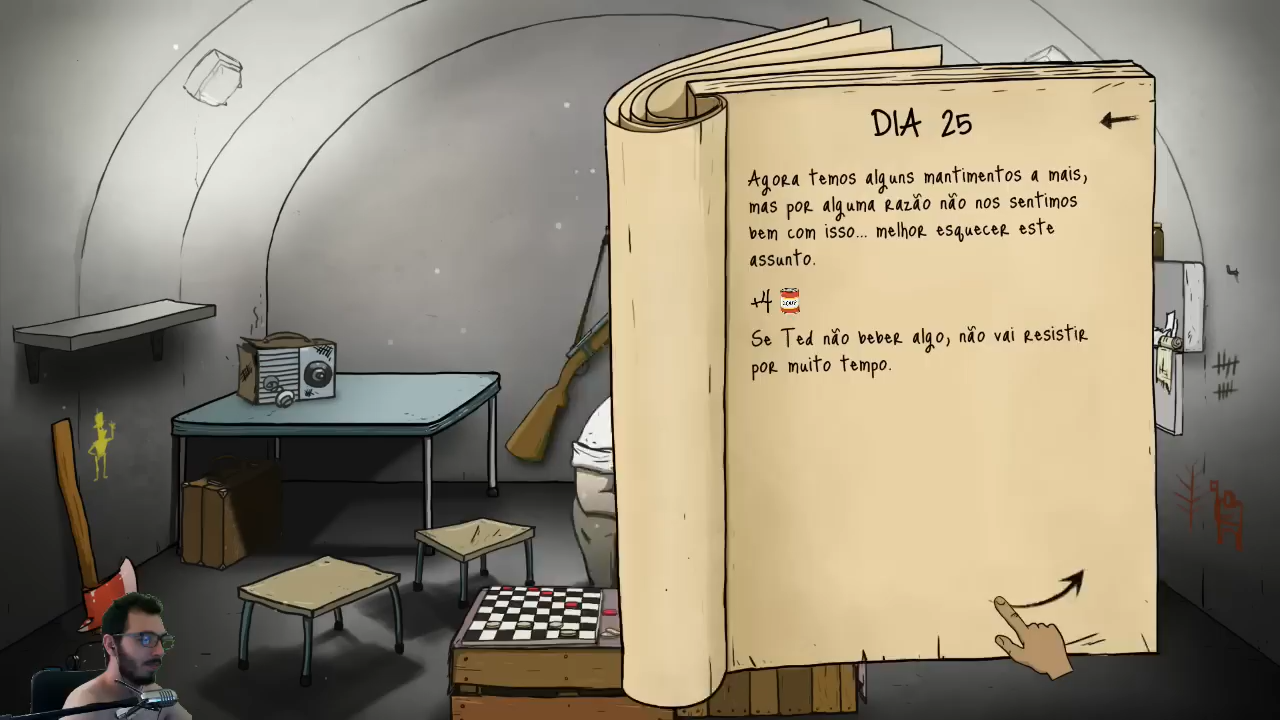 DIA 25
Agora temos alguns mantimentos a mais,
mas por alguma razão não nos sentimos
bem com isso... melhor esquecer este
assunto.
+4
Se Ted não beber algo, não vai resistir
por muito tempo.